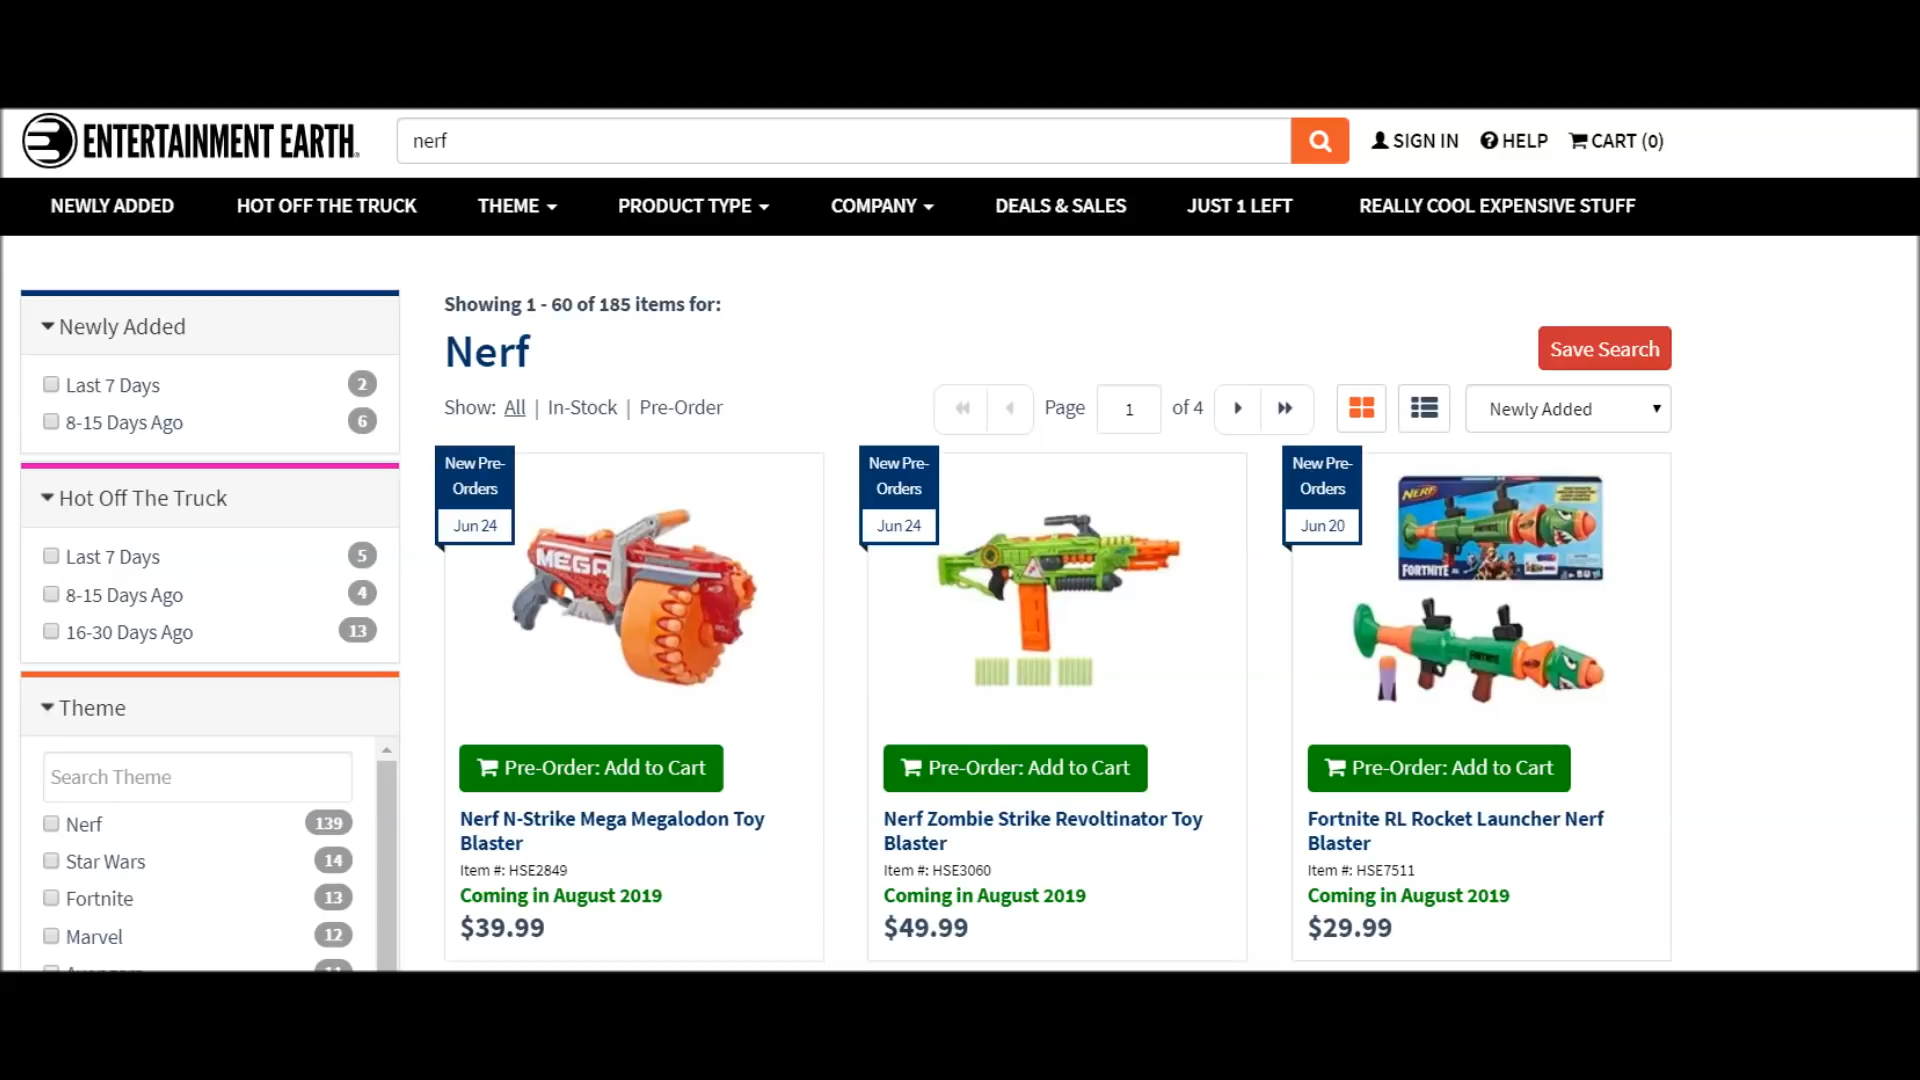 ENTERTAINMENT EARTH
nerf
SIGN IN
HELP
CART (0)
NEWLY ADDED
HOT OFF THE TRUCK
THEME
PRODUCT TYPE
COMPANY
DEALS & SALES
JUST 1 LEFT
REALLY COOL EXPENSIVE STUFF
Newly Added
Last 7 Days 2
8-15 Days Ago 6
Hot Off The Truck
Last 7 Days 5
8-15 Days Ago 4
16-30 Days Ago 13
Theme
Search Theme
Nerf 139
Star Wars 14
Fortnite 13
Marvel 12
Showing 1 - 60 of 185 items for:
Nerf
Save Search
Show: All | In-Stock | Pre-Order
Page 1 of 4
Newly Added
New Pre-
Orders
Jun 24
MEGA
Pre-Order: Add to Cart
Nerf N-Strike Mega Megalodon Toy
Blaster
Item #: HSE2849
Coming in August 2019
$39.99
New Pre-
Orders
Jun 24
Pre-Order: Add to Cart
Nerf Zombie Strike Revoltinator Toy
Blaster
Item #: HSE3060
Coming in August 2019
$49.99
New Pre-
Orders
Jun 20
NERF
FORTNITE
FORTNITE
Pre-Order: Add to Cart
Fortnite RL Rocket Launcher Nerf
Blaster
Item #: HSE7511
Coming in August 2019
$29.99